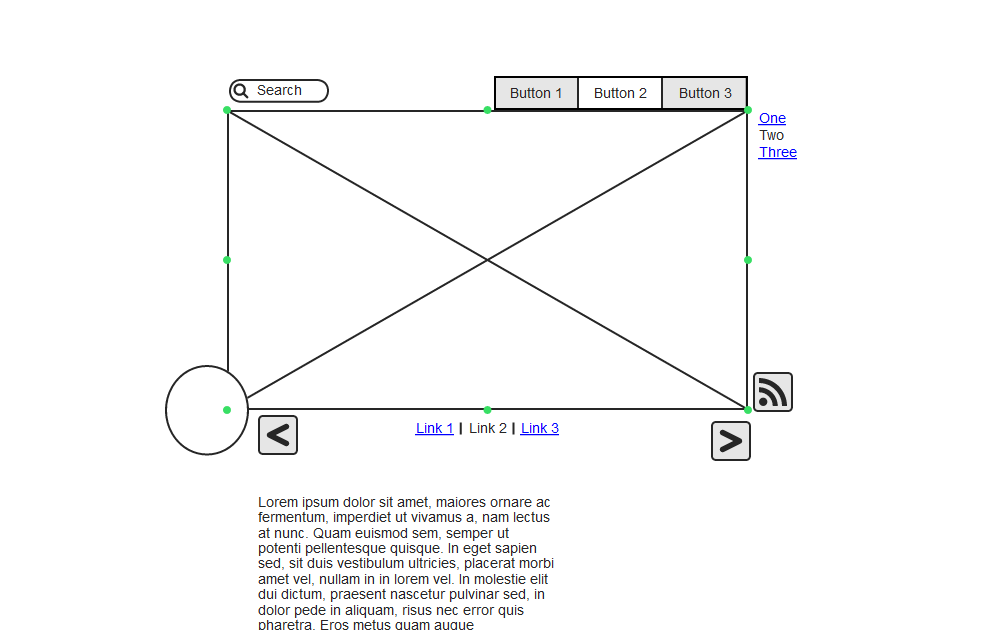 Search
Button 1 Button 2 Button 3
One
Two
Three
Link 1 | Link 2 | Link 3
Lorem ipsum dolor sit amet, maiores ornare ac
fermentum, imperdiet ut vivamus a, nam lectus
at nunc. Quam euismod sem, semper ut
potenti pellentesque quisque. In eget sapien
sed, sit duis vestibulum ultricies, placerat morbi
amet vel, nullam in in lorem vel. In molestie elit
dui dictum, praesent nascetur pulvinar sed, in
dolor pede in aliquam, risus nec error quis
pharetra. Eros metus quam augue